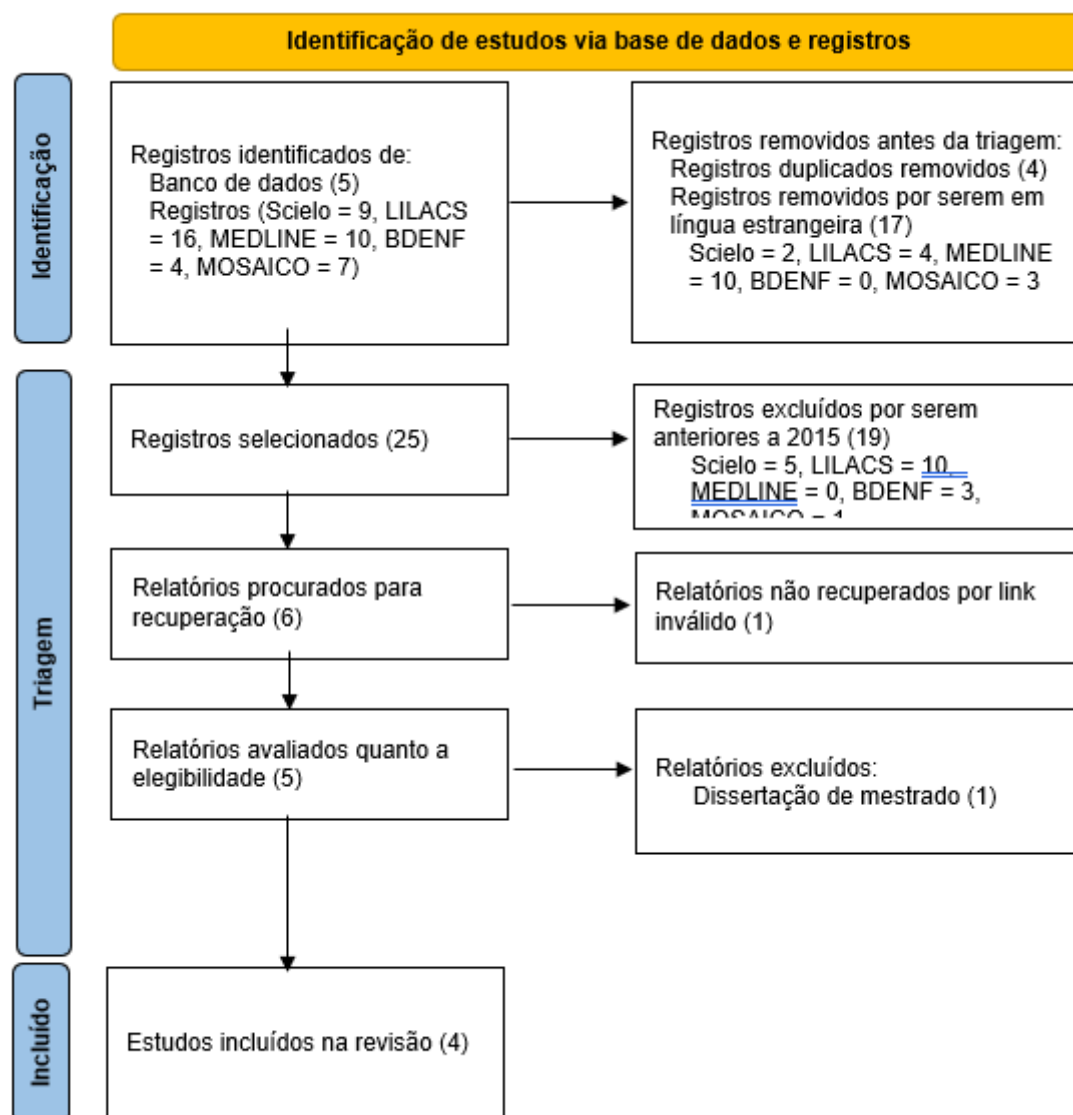 Identificação de estudos via base de dados e registros
Identificação
Registros identificados de:
Banco de dados (5)
Registros (Scielo = 9, LILACS
= 16, MEDLINE = 10, BDENF
= 4, MOSAICO = 7)
Registros removidos antes da triagem:
Registros duplicados removidos (4)
Registros removidos por serem em
língua estrangeira (17)
Scielo = 2, LILACS = 4, MEDLINE
= 10, BDENF = 0, MOSAICO = 3
Triagem
Registros selecionados (25)
Registros excluídos por serem
anteriores a 2015 (19)
Scielo = 5, LILACS = 10,
MEDLINE = 0, BDENF = 3,
MOSAICO = 1
Relatórios procurados para
recuperação (6)
Relatórios não recuperados por link
inválido (1)
Relatórios avaliados quanto a
elegibilidade (5)
Relatórios excluídos:
Dissertação de mestrado (1)
Incluído
Estudos incluídos na revisão (4)